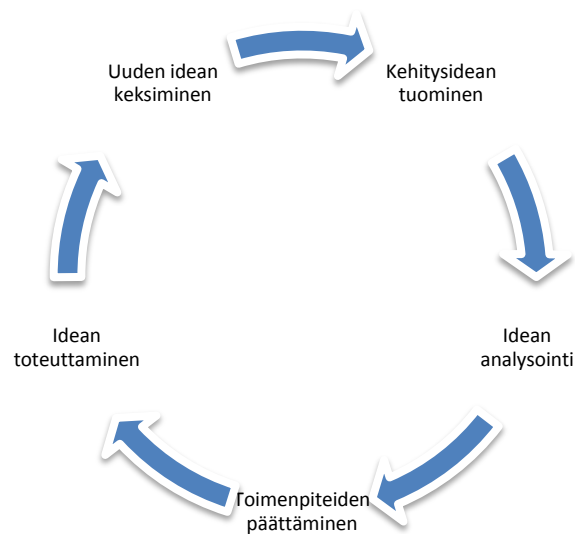 Uuden idean
keksiminen
Kehitysidean
tuominen
Idean
analysointi
Toimenpiteiden
päättäminen
Idean
toteuttaminen